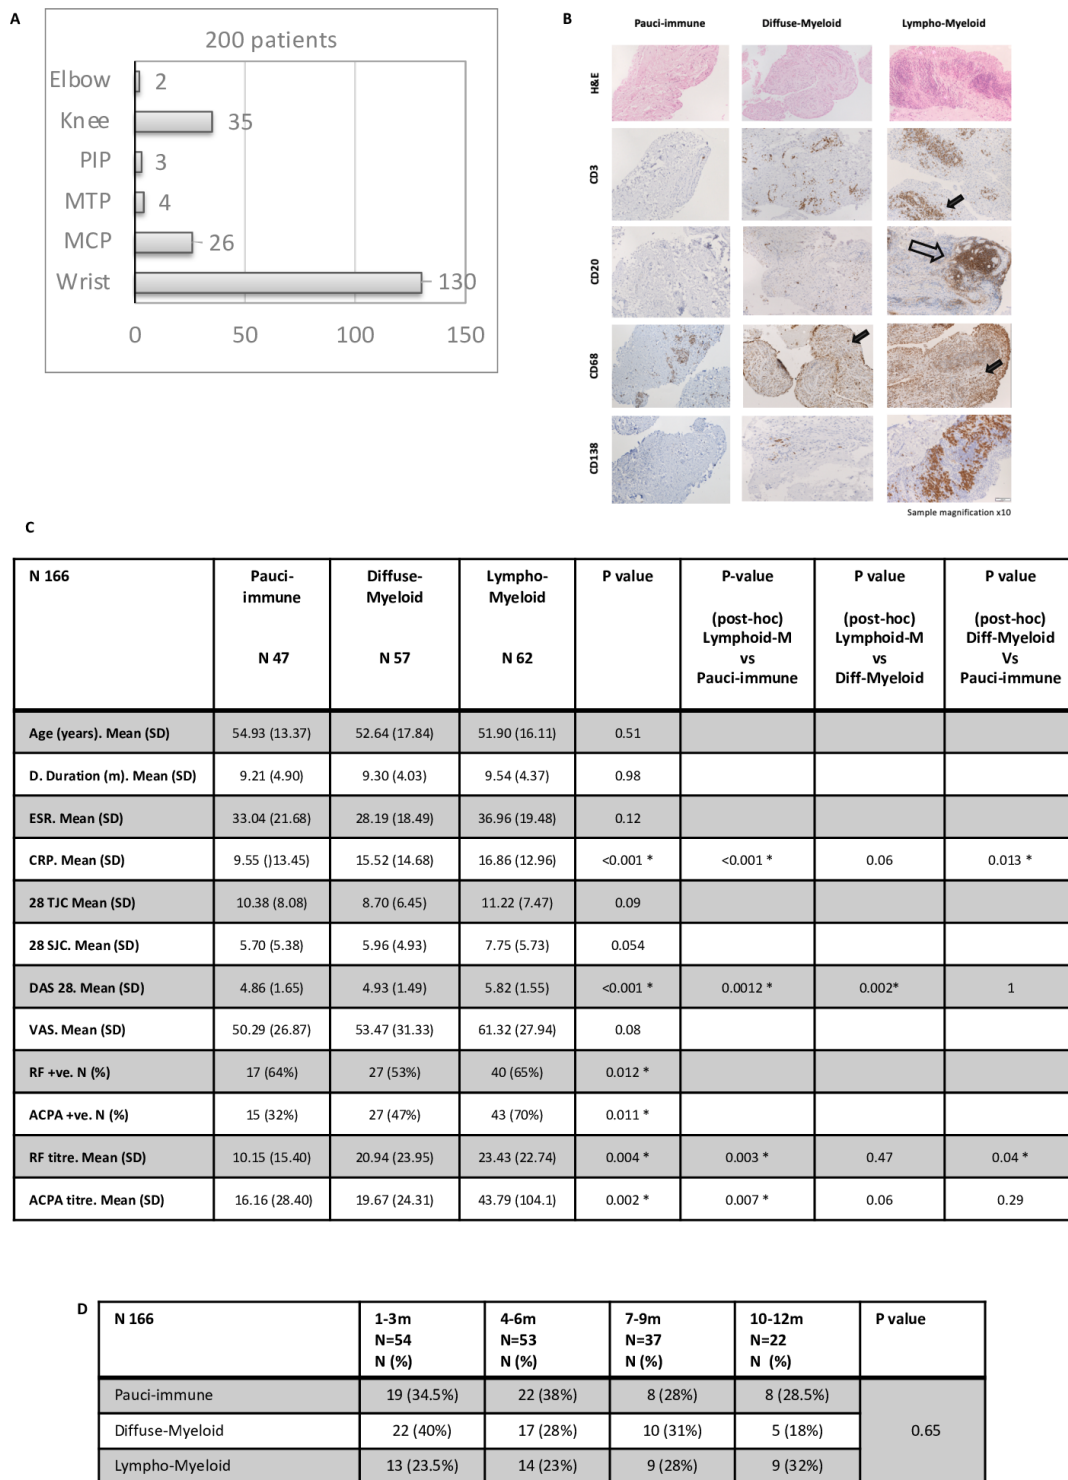 A
200 patients
Elbow 2
Knee 35
PIP 3
MTP 4
MCP 26
Wrist 130
0 50 100 150
B
Pauci-immune Diffuse-Myeloid Lympho-Myeloid
H&E
CD3
CD20
CD68
CD138
Sample magnification x10
C
N 166 Pauci-immune N 47 Diffuse-Myeloid N 57 Lympho-Myeloid N 62 P value P-value (post-hoc) Lymphoid-M vs Pauci-immune P value (post-hoc) Lymphoid-M vs Diff-Myeloid P value (post-hoc) Diff-Myeloid Vs Pauci-immune
Age (years). Mean (SD) 54.93 (13.37) 52.64 (17.84) 51.90 (16.11) 0.51
D. Duration (m). Mean (SD) 9.21 (4.90) 9.30 (4.03) 9.54 (4.37) 0.98
ESR. Mean (SD) 33.04 (21.68) 28.19 (18.49) 36.96 (19.48) 0.12
CRP. Mean (SD) 9.55 ()13.45) 15.52 (14.68) 16.86 (12.96) <0.001 * <0.001 * 0.06 0.013 *
28 TJC Mean (SD) 10.38 (8.08) 8.70 (6.45) 11.22 (7.47) 0.09
28 SJC. Mean (SD) 5.70 (5.38) 5.96 (4.93) 7.75 (5.73) 0.054
DAS 28. Mean (SD) 4.86 (1.65) 4.93 (1.49) 5.82 (1.55) <0.001 * 0.0012 * 0.002* 1
VAS. Mean (SD) 50.29 (26.87) 53.47 (31.33) 61.32 (27.94) 0.08
RF +ve. N (%) 17 (64%) 27 (53%) 40 (65%) 0.012 *
ACPA +ve. N (%) 15 (32%) 27 (47%) 43 (70%) 0.011 *
RF titre. Mean (SD) 10.15 (15.40) 20.94 (23.95) 23.43 (22.74) 0.004 * 0.003 * 0.47 0.04 *
ACPA titre. Mean (SD) 16.16 (28.40) 19.67 (24.31) 43.79 (104.1) 0.002 * 0.007 * 0.06 0.29
D
N 166 1-3m N=54 N (%) 4-6m N=53 N (%) 7-9m N=37 N (%) 10-12m N=22 N (%) P value
Pauci-immune 19 (34.5%) 22 (38%) 8 (28%) 8 (28.5%)
Diffuse-Myeloid 22 (40%) 17 (28%) 10 (31%) 5 (18%) 0.65
Lympho-Myeloid 13 (23.5%) 14 (23%) 9 (28%) 9 (32%)